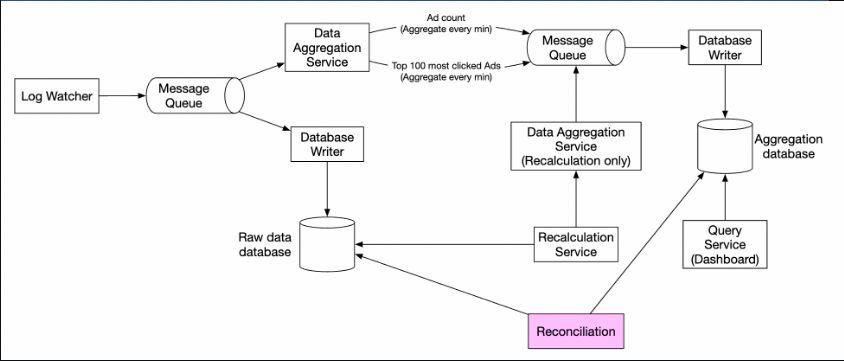 Ad count
(Aggregate every min)
Data
Aggregation
Service
Message
Queue
Database
Writer
Top 100 most clicked Ads
(Aggregate every min)
Log Watcher
Message
Queue
Database
Writer
Data Aggregation
Service
(Recalculation only)
Aggregation
database
Raw data
database
Recalculation
Service
Query
Service
(Dashboard)
Reconciliation